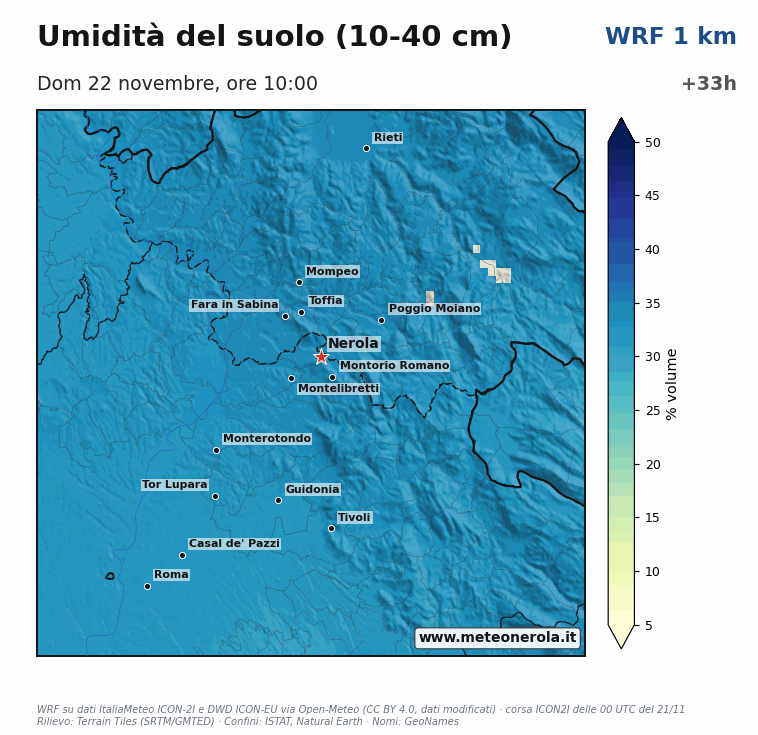 Umidità del suolo (10-40 cm)
WRF 1 km
Dom 22 novembre, ore 10:00
+33h
Rieti
Mompeo
Toffia
Fara in Sabina
Poggio Moiano
Nerola
Montorio Romano
Montelibretti
Monterotondo
Tor Lupara
Guidonia
Tivoli
Casal de' Pazzi
Roma
www.meteonerola.it
50
45
40
35
30
25
20
15
10
5
% volume
WRF su dati ItaliaMeteo ICON-2I e DWD ICON-EU via Open-Meteo (CC BY 4.0, dati modificati) · corsa ICON2I delle 00 UTC del 21/11
Rilievo: Terrain Tiles (SRTM/GMTED) · Confini: ISTAT, Natural Earth · Nomi: GeoNames